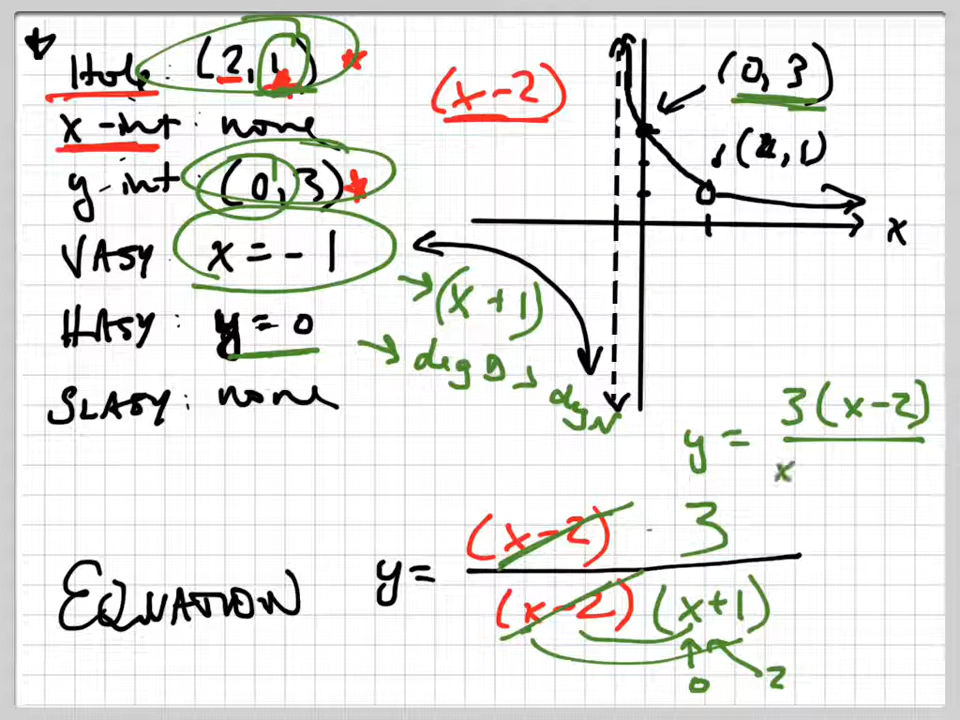 Hole : (2, 1)
x-int : none
y-int : (0, 3)
VASY x = -1
HASY : y = 0
SLASY : none
(x-2)
(0, 3)
(2, 1)
x
→ (x + 1)
→ deg D >
deg N
y = 3(x-2)
x
EQUATION y =
(x-2) · 3
(x-2) (x+1)
0 2